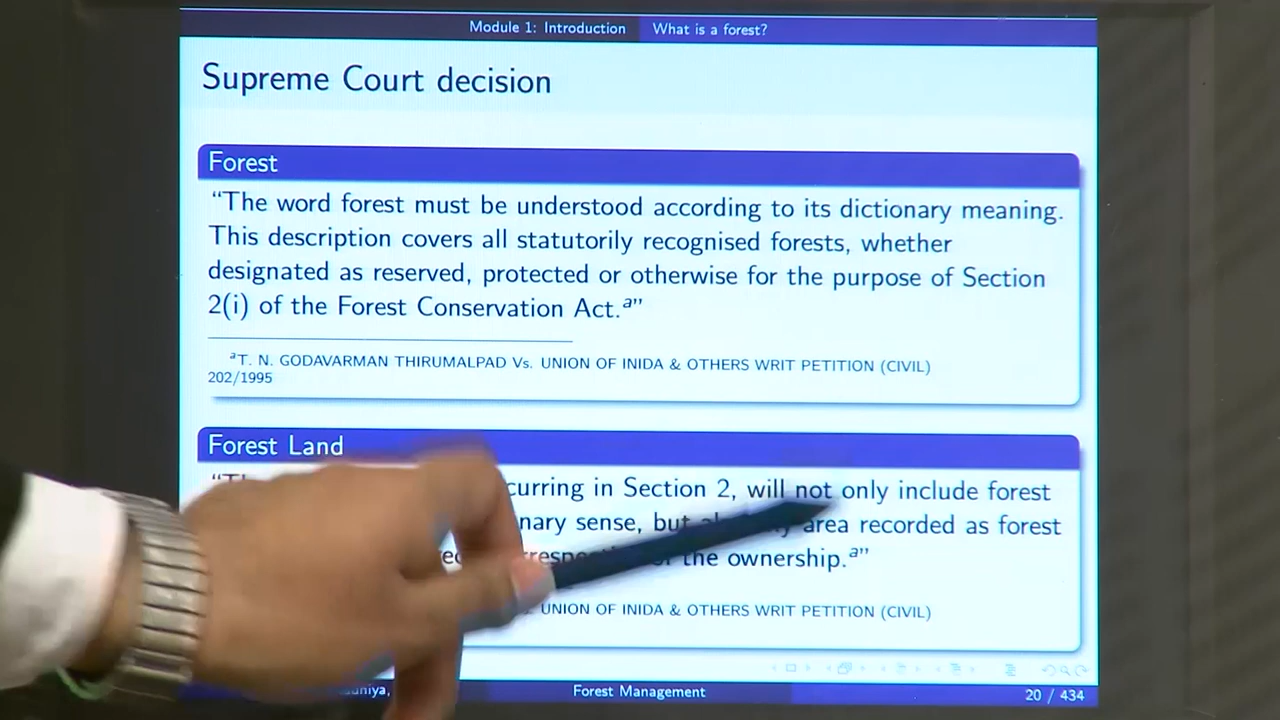 Module 1: Introduction What is a forest?
Supreme Court decision
Forest
“The word forest must be understood according to its dictionary meaning.
This description covers all statutorily recognised forests, whether
designated as reserved, protected or otherwise for the purpose of Section
2(i) of the Forest Conservation Act.a”
aT. N. GODAVARMAN THIRUMALPAD Vs. UNION OF INIDA & OTHERS WRIT PETITION (CIVIL)
202/1995
Forest Land
in Section 2, will not only include forest
sense, but area recorded as forest
the ownership.a”
UNION OF INIDA & OTHERS WRIT PETITION (CIVIL)
Forest Management 20 / 434